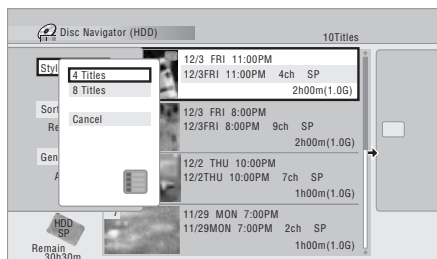 Disc Navigator (HDD)
10Titles
Styl
4 Titles
8 Titles
Cancel
Sort
Re
Gen
HDD
SP
Remain
30h30m
12/3 FRI 11:00PM
12/3FRI 11:00PM 4ch SP
2h00m(1.0G)
12/3 FRI 8:00PM
12/3FRI 8:00PM 9ch SP
2h00m(1.0G)
12/2 THU 10:00PM
12/2THU 10:00PM 7ch SP
1h00m(1.0G)
11/29 MON 7:00PM
11/29MON 7:00PM 2ch SP
1h00m(1.0G)